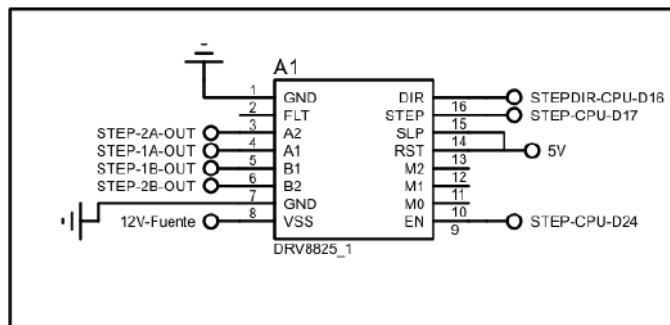 A1
1 GND DIR 16 STEPDIR-CPU-D16
2 FLT STEP 15 STEP-CPU-D17
STEP-2A-OUT 3 A2 SLP 14
STEP-1A-OUT 4 A1 RST 13 5V
STEP-1B-OUT 5 B1 M2 12
STEP-2B-OUT 6 B2 M1 11
7 GND M0 10
12V-Fuente 8 VSS EN 9 STEP-CPU-D24
DRV8825_1